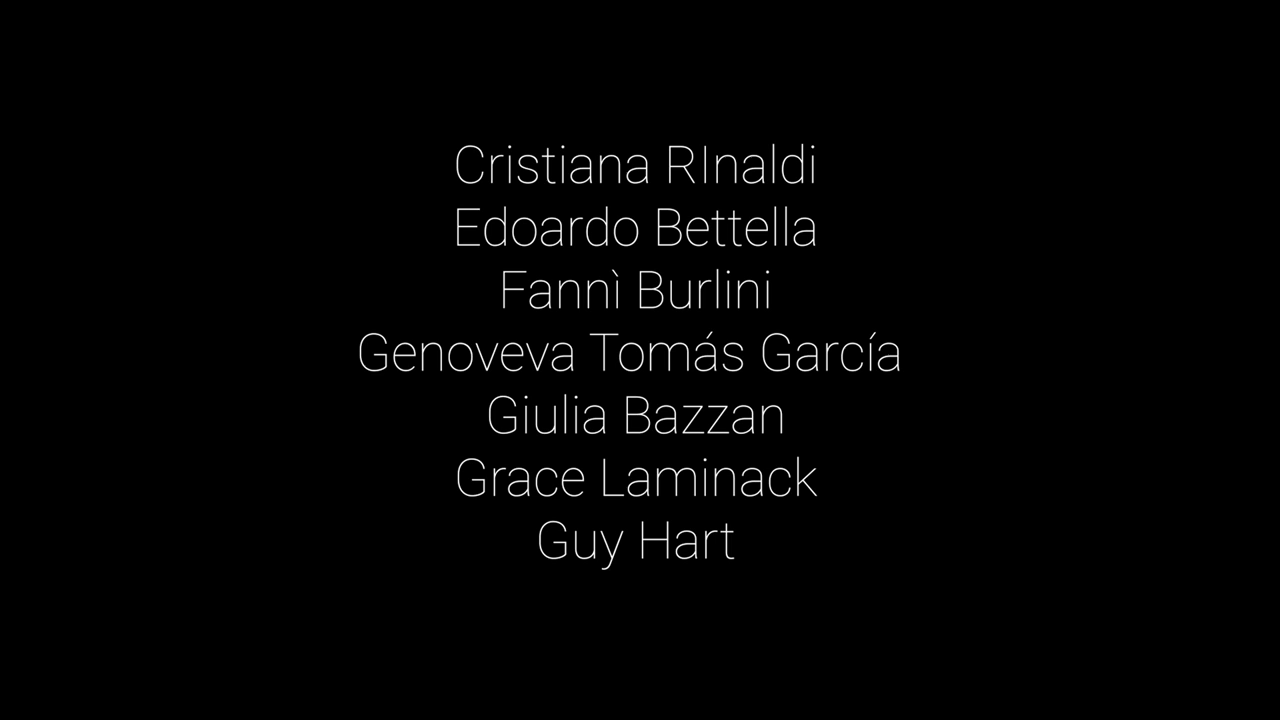 Cristiana RInaldi
Edoardo Bettella
Fannì Burlini
Genoveva Tomás García
Giulia Bazzan
Grace Laminack
Guy Hart